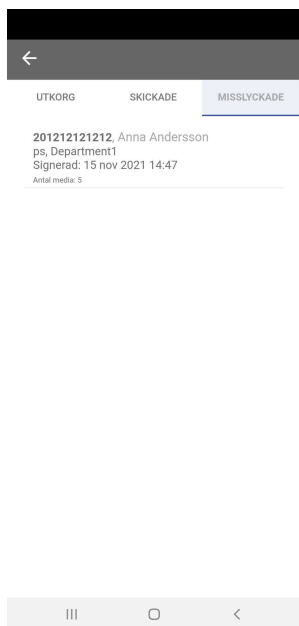 UTKORG
SKICKADE
MISSLYCKADE
201212121212, Anna Andersson
ps, Department1
Signerad: 15 nov 2021 14:47
Antal media: 5